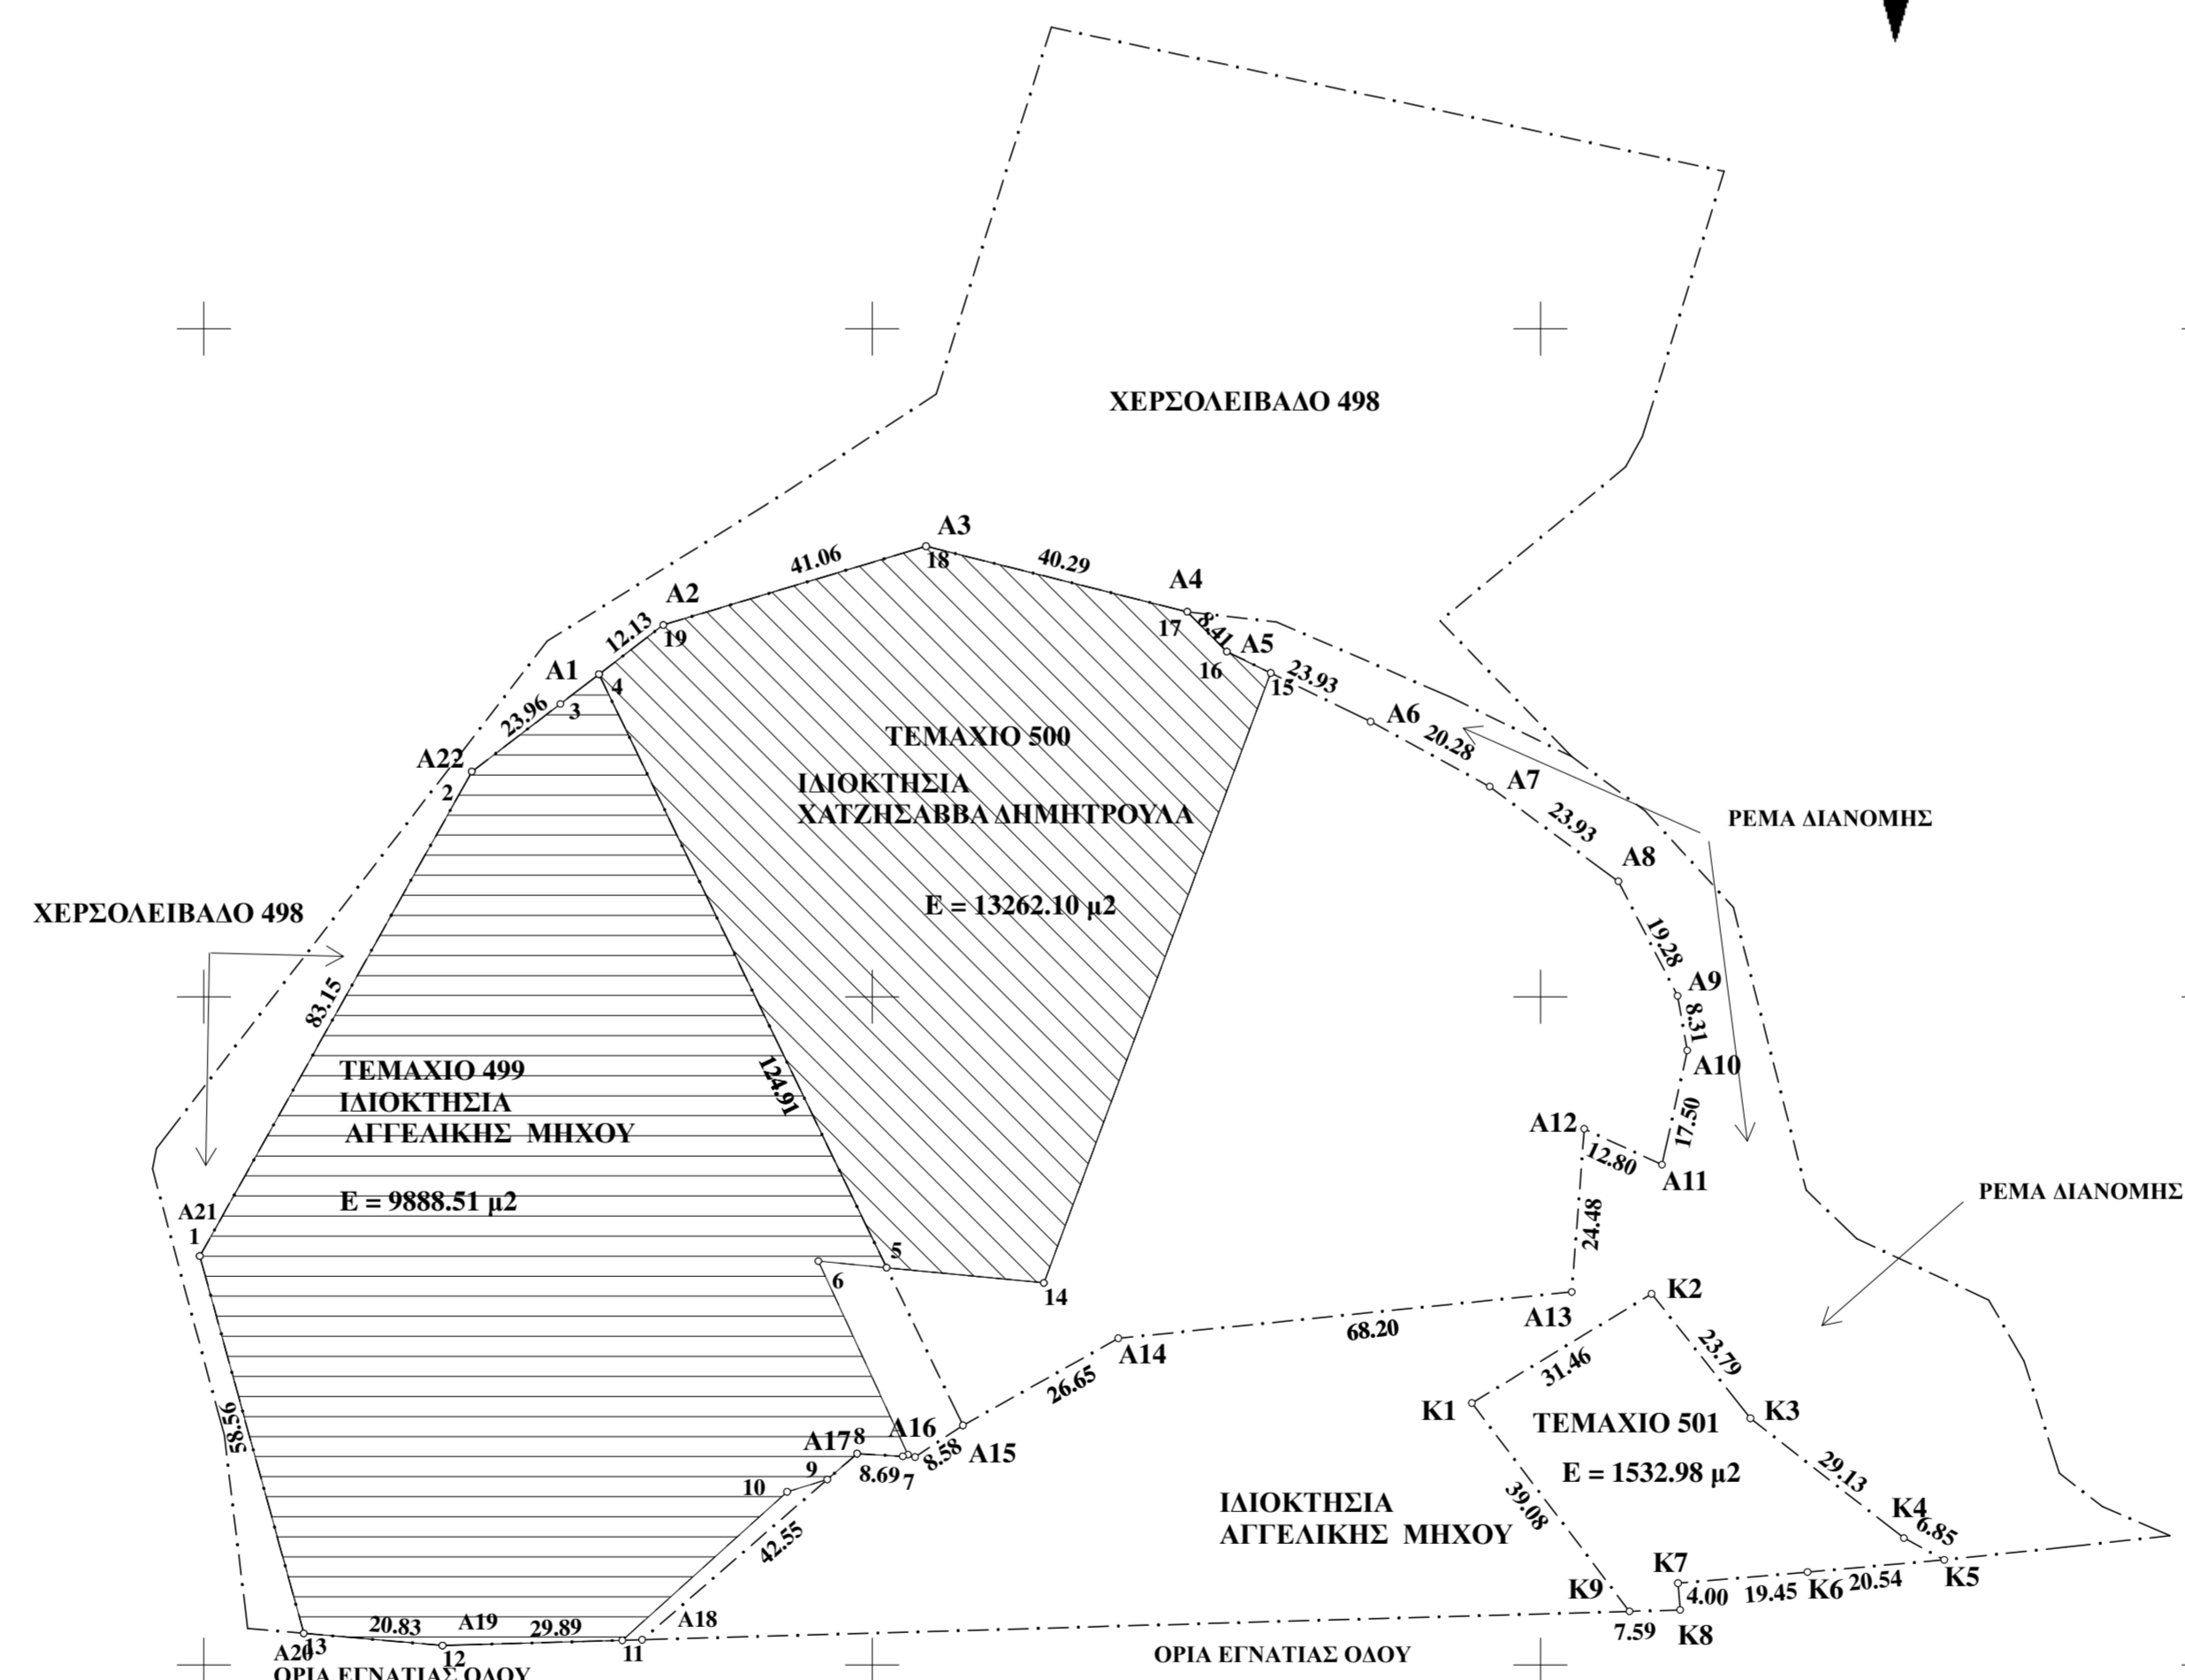 ΧΕΡΣΟΛΕΙΒΑΔΟ 498
A3
18
41.06
40.29
A4
17
8.41
A2
19
12.13
A5
16
15
23.93
A1
4
3
23.96
A6
20.28
A22
2
ΤΕΜΑΧΙΟ 500
ΙΔΙΟΚΤΗΣΙΑ
ΧΑΤΖΗΣΑΒΒΑ ΔΗΜΗΤΡΟΥΛΑ
E = 13262.10 μ2
A7
23.93
ΡΕΜΑ ΔΙΑΝΟΜΗΣ
A8
19.28
ΧΕΡΣΟΛΕΙΒΑΔΟ 498
83.15
A9
8.31
A10
17.50
ΤΕΜΑΧΙΟ 499
ΙΔΙΟΚΤΗΣΙΑ
ΑΓΓΕΛΙΚΗΣ ΜΗΧΟΥ
E = 9888.51 μ2
124.91
A12
12.80
A11
ΡΕΜΑ ΔΙΑΝΟΜΗΣ
A21
1
24.48
5
6
14
A13
K2
68.20
A14
31.46
23.79
26.65
K1
ΤΕΜΑΧΙΟ 501
K3
E = 1532.98 μ2
58.56
A17
8
A16
A15
8.58
8.69
7
9
10
42.55
29.13
39.08
ΙΔΙΟΚΤΗΣΙΑ
ΑΓΓΕΛΙΚΗΣ ΜΗΧΟΥ
K4
6.85
K7
K5
K9
4.00
19.45
K6
20.54
7.59
K8
20.83
A19
29.89
A18
A20
13
12
11
ΟΡΙΑ ΕΓΝΑΤΙΑΣ ΟΔΟΥ
ΟΡΙΑ ΕΓΝΑΤΙΑΣ ΟΔΟΥ